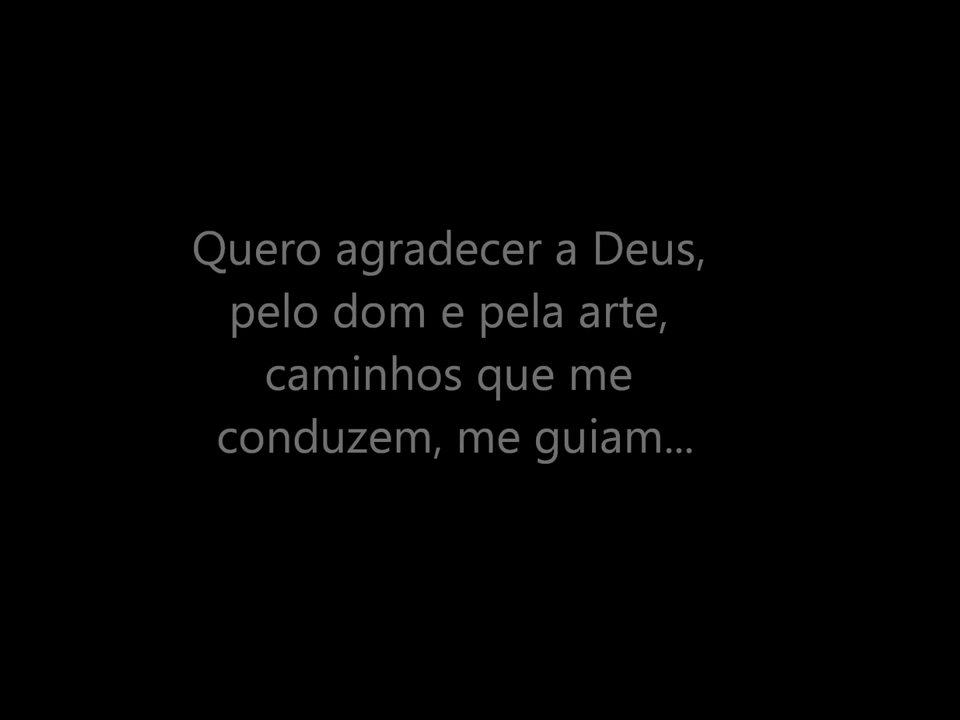 Quero agradecer a Deus,
pelo dom e pela arte,
caminhos que me
conduzem, me guiam...